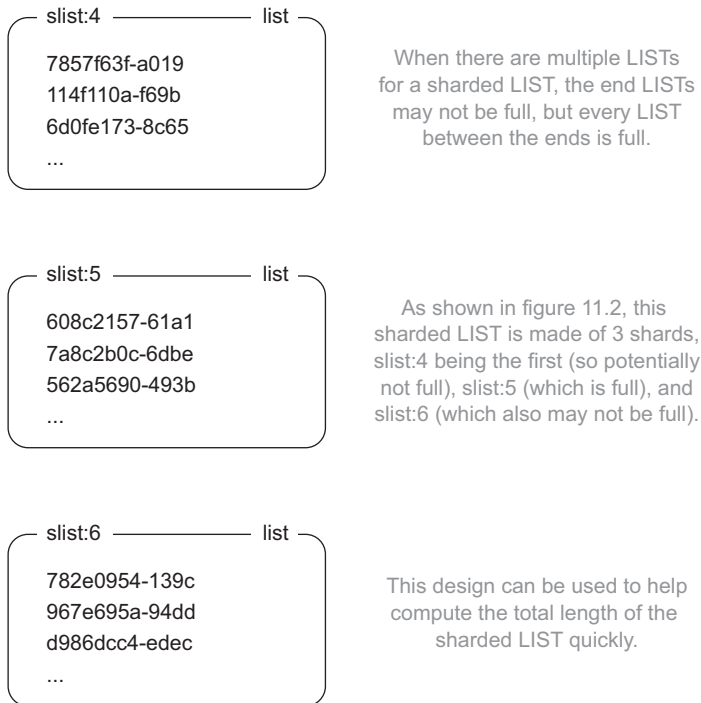 slist:4 list
7857f63f-a019
114f110a-f69b
6d0fe173-8c65
...
When there are multiple LISTs
for a sharded LIST, the end LISTs
may not be full, but every LIST
between the ends is full.
slist:5 list
608c2157-61a1
7a8c2b0c-6dbe
562a5690-493b
...
As shown in figure 11.2, this
sharded LIST is made of 3 shards,
slist:4 being the first (so potentially
not full), slist:5 (which is full), and
slist:6 (which also may not be full).
slist:6 list
782e0954-139c
967e695a-94dd
d986dcc4-edec
...
This design can be used to help
compute the total length of the
sharded LIST quickly.